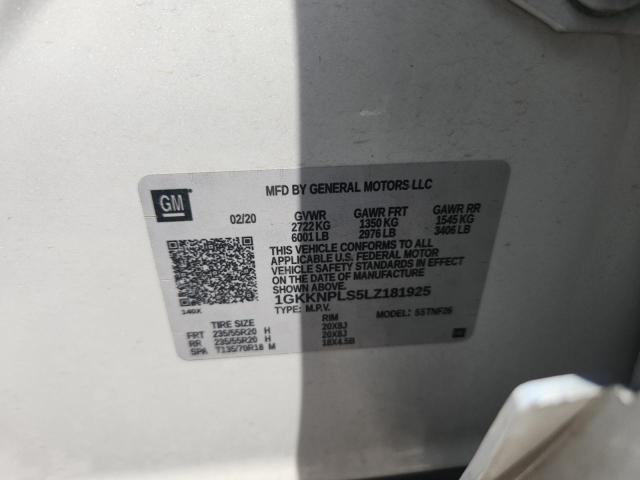 GM
MFD BY GENERAL MOTORS LLC
02/20 GVWR GAWR FRT GAWR RR
2722 KG 1350 KG 1545 KG
6001 LB 2976 LB 3406 LB
THIS VEHICLE CONFORMS TO ALL
APPLICABLE U.S. FEDERAL MOTOR
VEHICLE SAFETY STANDARDS IN EFFECT
ON THE DATE OF MANUFACTURE
SHOWN ABOVE.
1GKKNPLS5LZ181925
140X
TYPE: M.P.V. MODEL: SSTNF26
TIRE SIZE RIM
FRT 235/55R20 H 20X8J
RR 235/55R20 H 20X8J
SPA T135/70R18 M 18X4.5B
GM